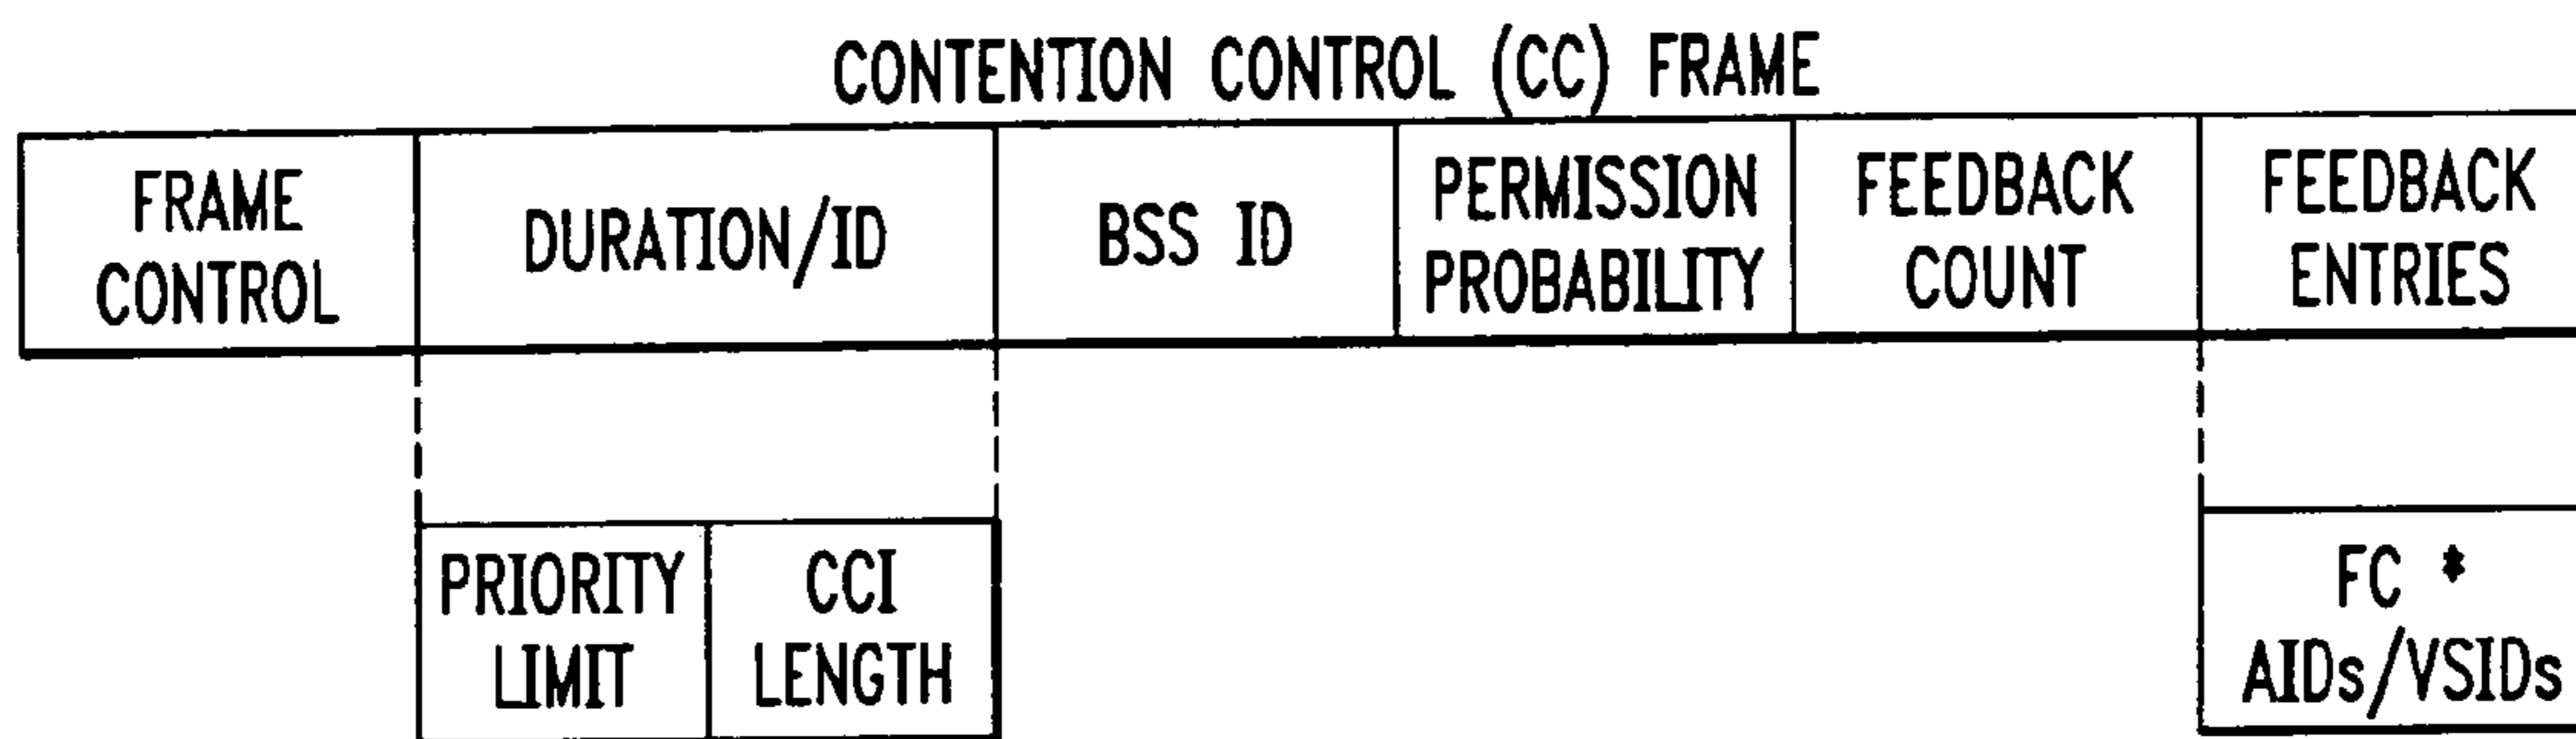 CONTENTION CONTROL (CC) FRAME
FRAME
CONTROL
DURATION/ID
BSS ID
PERMISSION
PROBABILITY
FEEDBACK
COUNT
FEEDBACK
ENTRIES
PRIORITY
LIMIT
CCI
LENGTH
FC *
AIDs/VSIDs